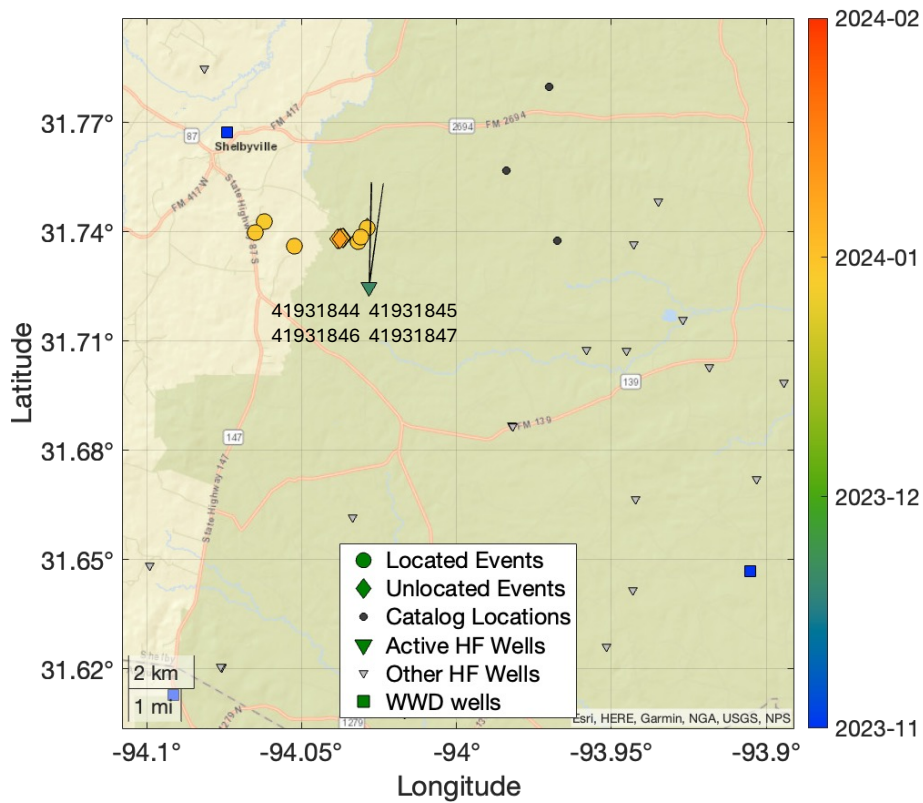 2024-02
31.77°
87
FM 417
Shelbyville
2694
FM 2694
FM 417 W
State Highway 87 S
31.74°
2024-01
41931844 41931845
41931846 41931847
31.71°
139
FM 139
Latitude
31.68°
147
State Highway 147
2023-12
31.65°
Located Events
Unlocated Events
Catalog Locations
Active HF Wells
Other HF Wells
WWD wells
Shelby
31.62°
2 km
1 mi
1279-N
1279
Esri, HERE, Garmin, NGA, USGS, NPS
2023-11
-94.1°
-94.05°
-94°
-93.95°
-93.9°
Longitude